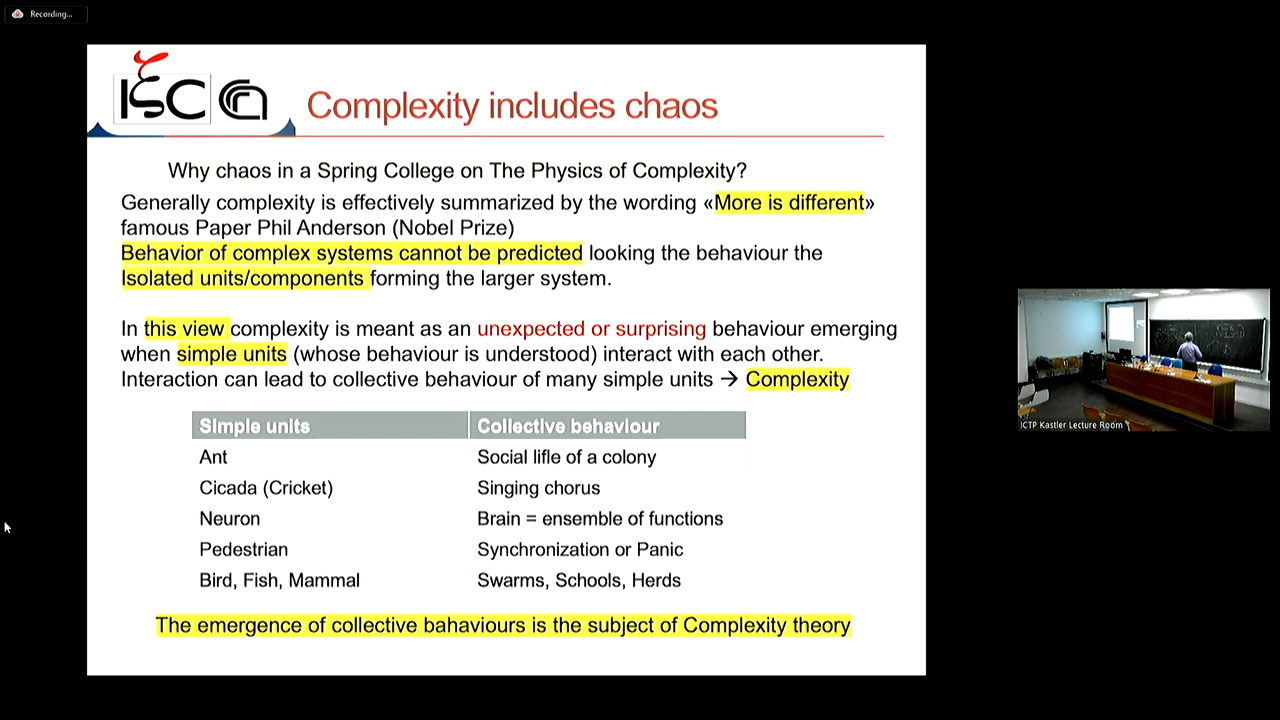 Recording...
ISC cnr
Complexity includes chaos
Why chaos in a Spring College on The Physics of Complexity?
Generally complexity is effectively summarized by the wording «More is different»
famous Paper Phil Anderson (Nobel Prize)
Behavior of complex systems cannot be predicted looking the behaviour the
Isolated units/components forming the larger system.
In this view complexity is meant as an unexpected or surprising behaviour emerging
when simple units (whose behaviour is understood) interact with each other.
Interaction can lead to collective behaviour of many simple units → Complexity
Simple units Collective behaviour
Ant Social lifle of a colony
Cicada (Cricket) Singing chorus
Neuron Brain = ensemble of functions
Pedestrian Synchronization or Panic
Bird, Fish, Mammal Swarms, Schools, Herds
The emergence of collective bahaviours is the subject of Complexity theory
ICTP Kastler Lecture Room